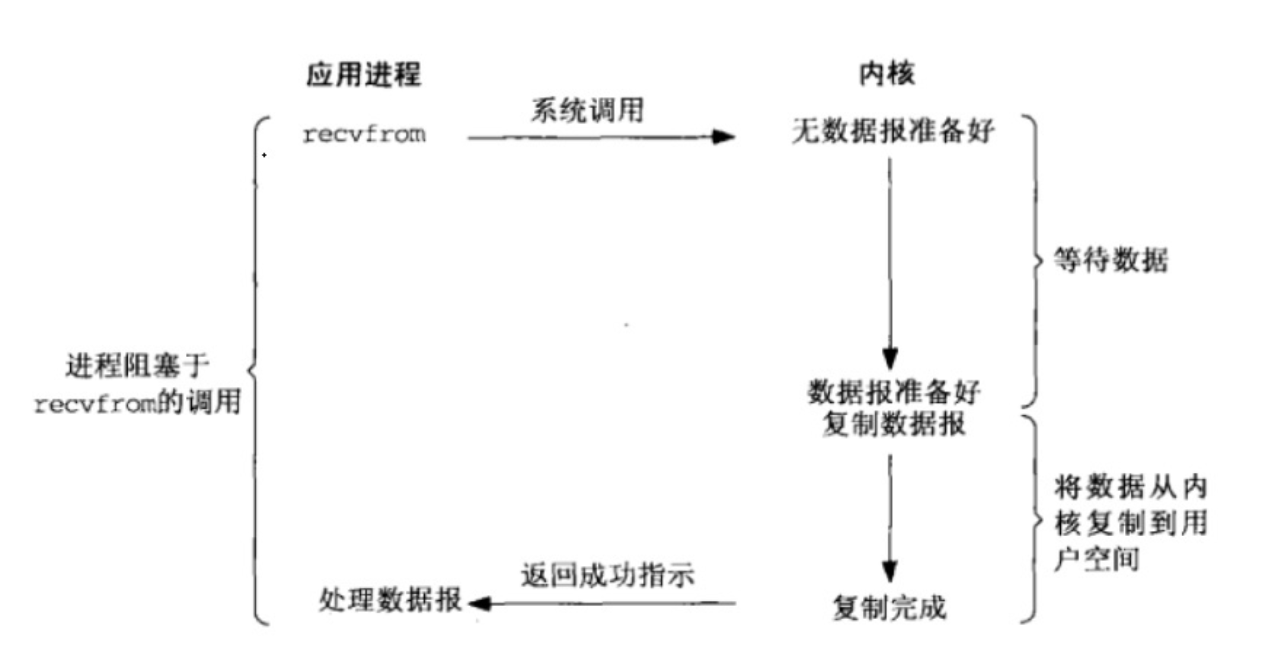 应用进程
内核
系统调用
recvfrom
无数据报准备好
等待数据
进程阻塞于
recvfrom的调用
数据报准备好
复制数据报
将数据从内
核复制到用
户空间
返回成功指示
处理数据报
复制完成